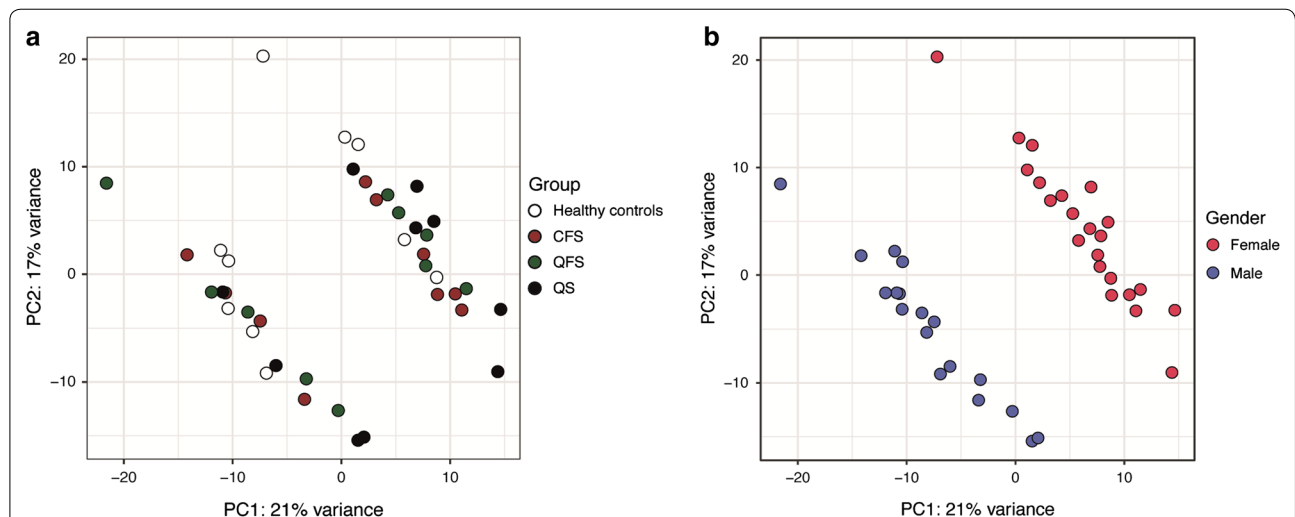 a
20
10
0
−10
−20
−10
0
10
PC2: 17% variance
PC1: 21% variance
Group
Healthy controls
CFS
QFS
QS
b
20
10
0
−10
−20
−10
0
10
PC2: 17% variance
PC1: 21% variance
Gender
Female
Male